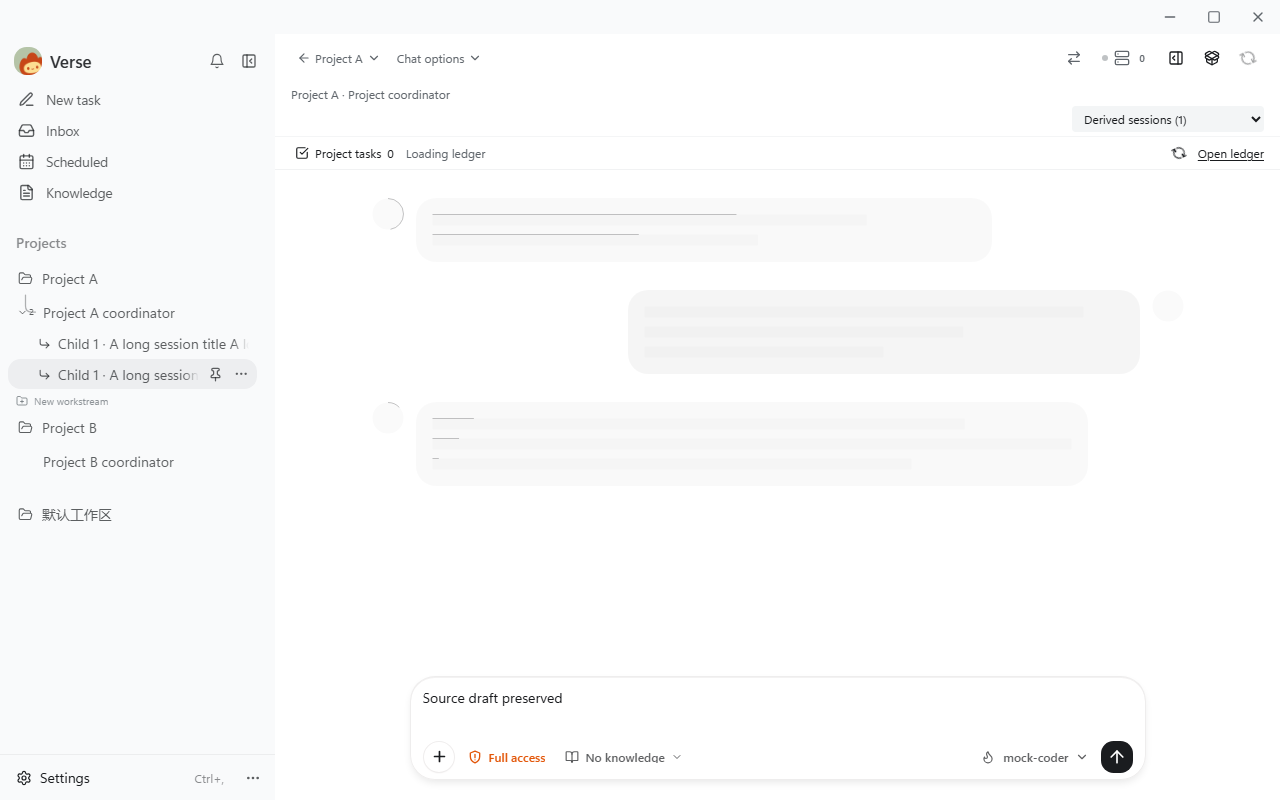 Verse
New task
Inbox
Scheduled
Knowledge
Projects
Project A
Project A coordinator
Child 1 · A long session title A l
Child 1 · A long session
New workstream
Project B
Project B coordinator
默认工作区
Settings
Ctrl+,
Project A
Chat options
0
Project A · Project coordinator
Derived sessions (1)
Project tasks 0 Loading ledger
Open ledger
Source draft preserved
Full access
No knowledge
mock-coder